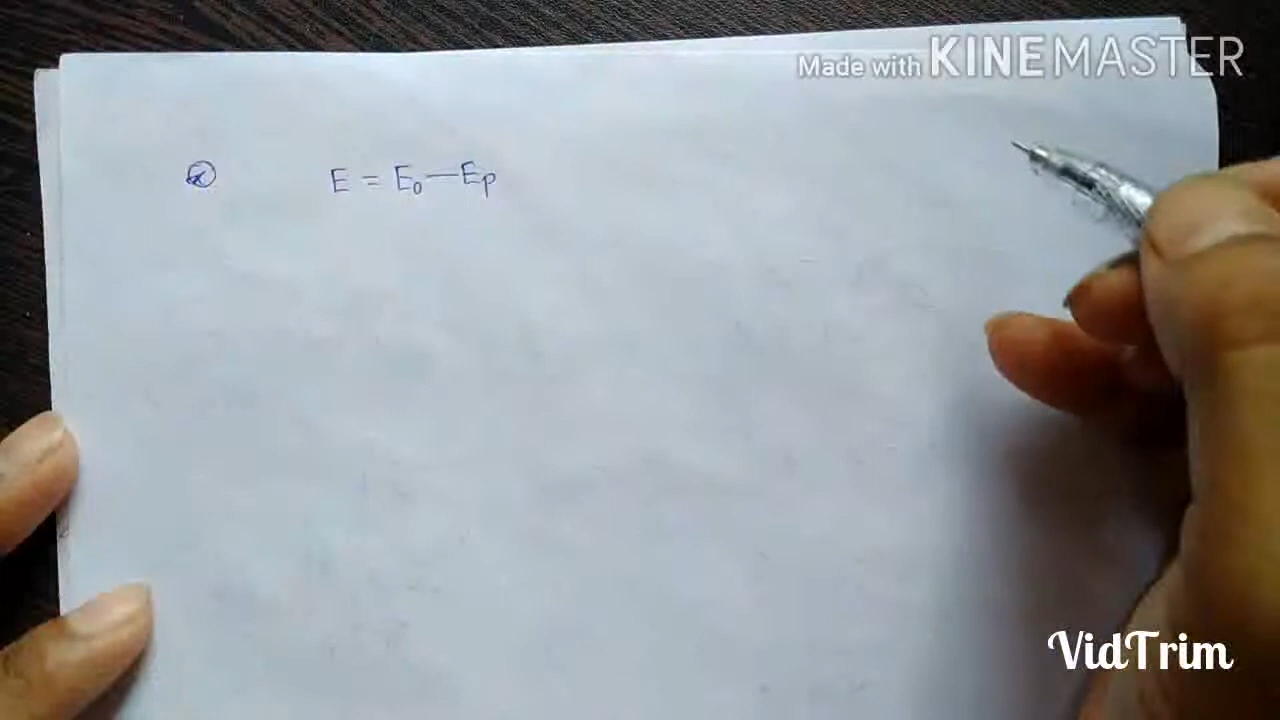 Made with KINEMASTER
E = E₀ — Eₚ
VidTrim